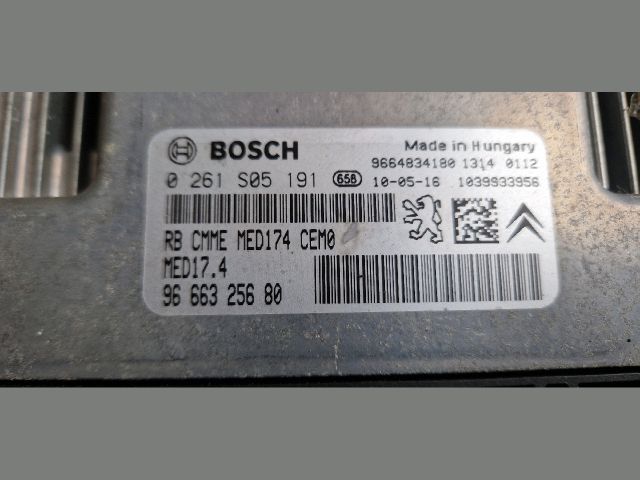 BOSCH
Made in Hungary
9664834180 1314 0112
0 261 S05 191 658 10-05-16 1039933956
RB CMME MED174 CEM0
MED17.4
96 663 256 80